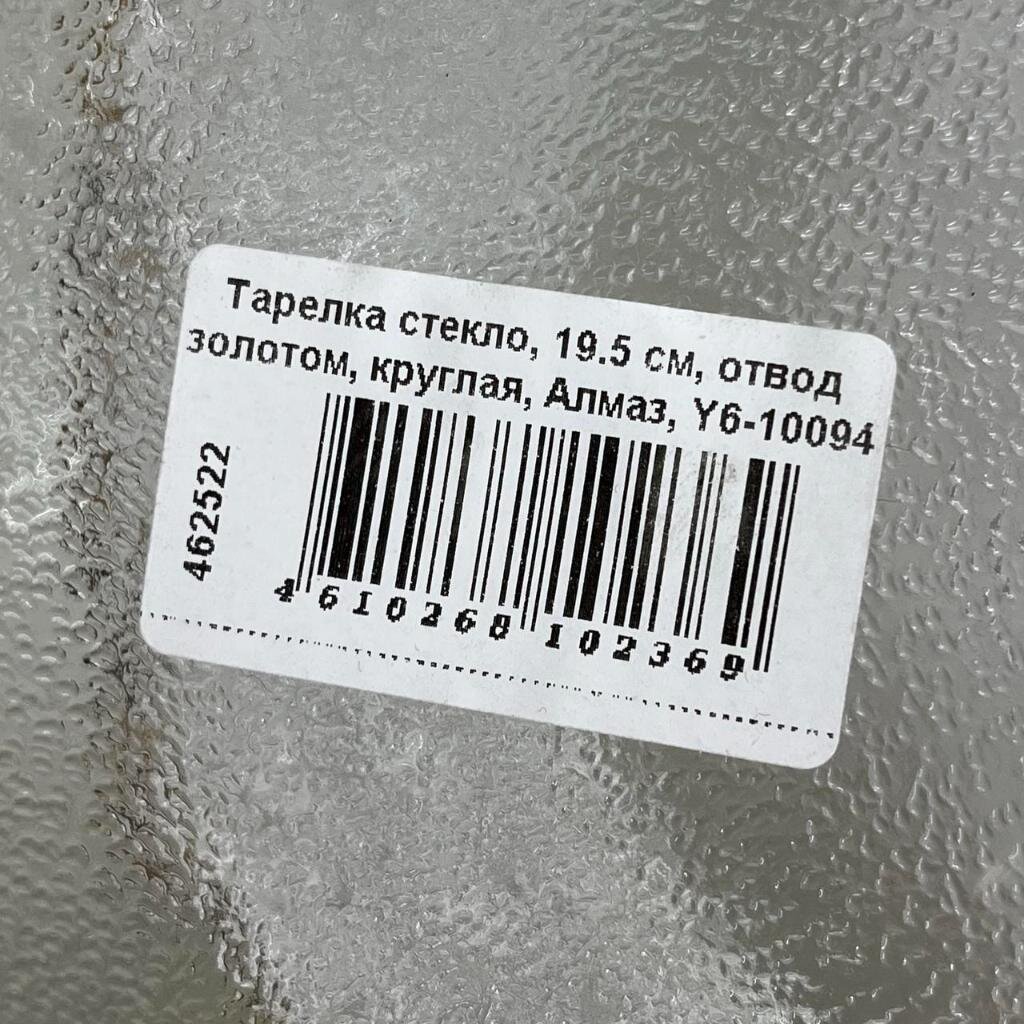 Тарелка стекло, 19.5 см, отвод
золотом, круглая, Алмаз, Y6-10094
462522
4 610268 102369